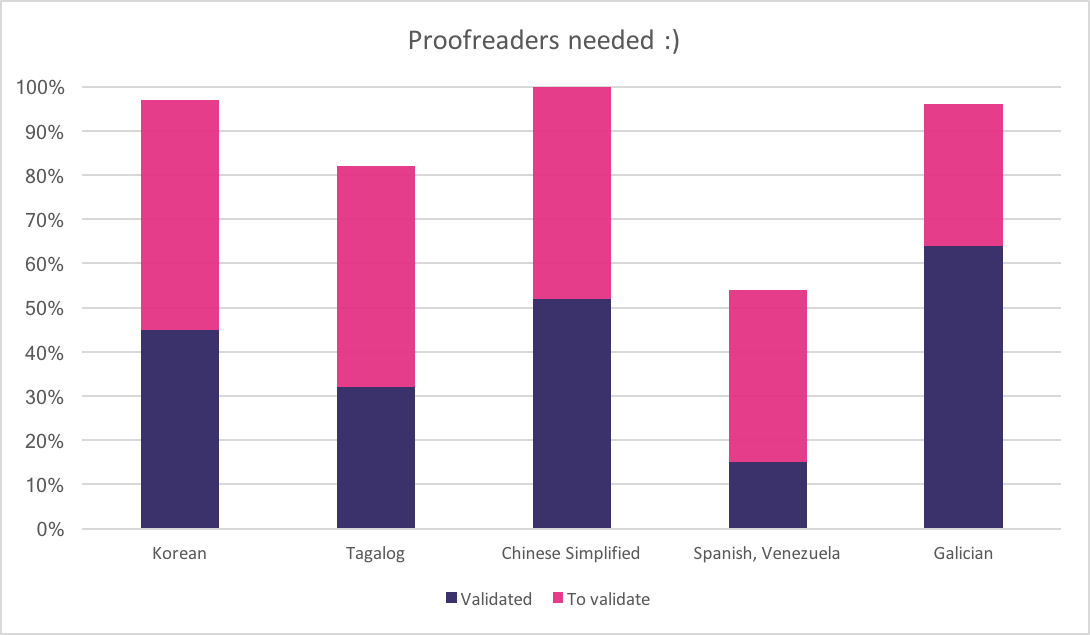 Proofreaders needed :)
100%
90%
80%
70%
60%
50%
40%
30%
20%
10%
0%
Korean
Tagalog
Chinese Simplified
Spanish, Venezuela
Galician
Validated
To validate